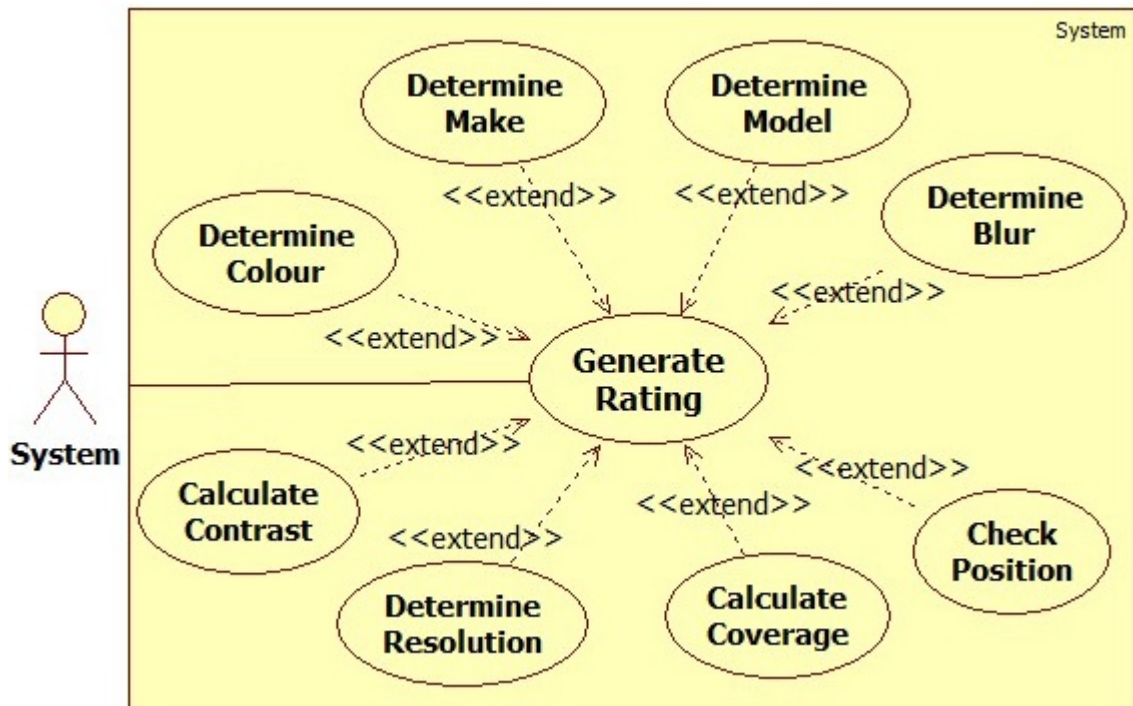 System
Determine
Make
Determine
Model
<<extend>>
<<extend>>
Determine
Blur
Determine
Colour
<<extend>>
<<extend>>
Generate
Rating
System
<<extend>>
<<extend>>
Calculate
Contrast
<<extend>>
<<extend>>
Check
Position
Determine
Resolution
Calculate
Coverage